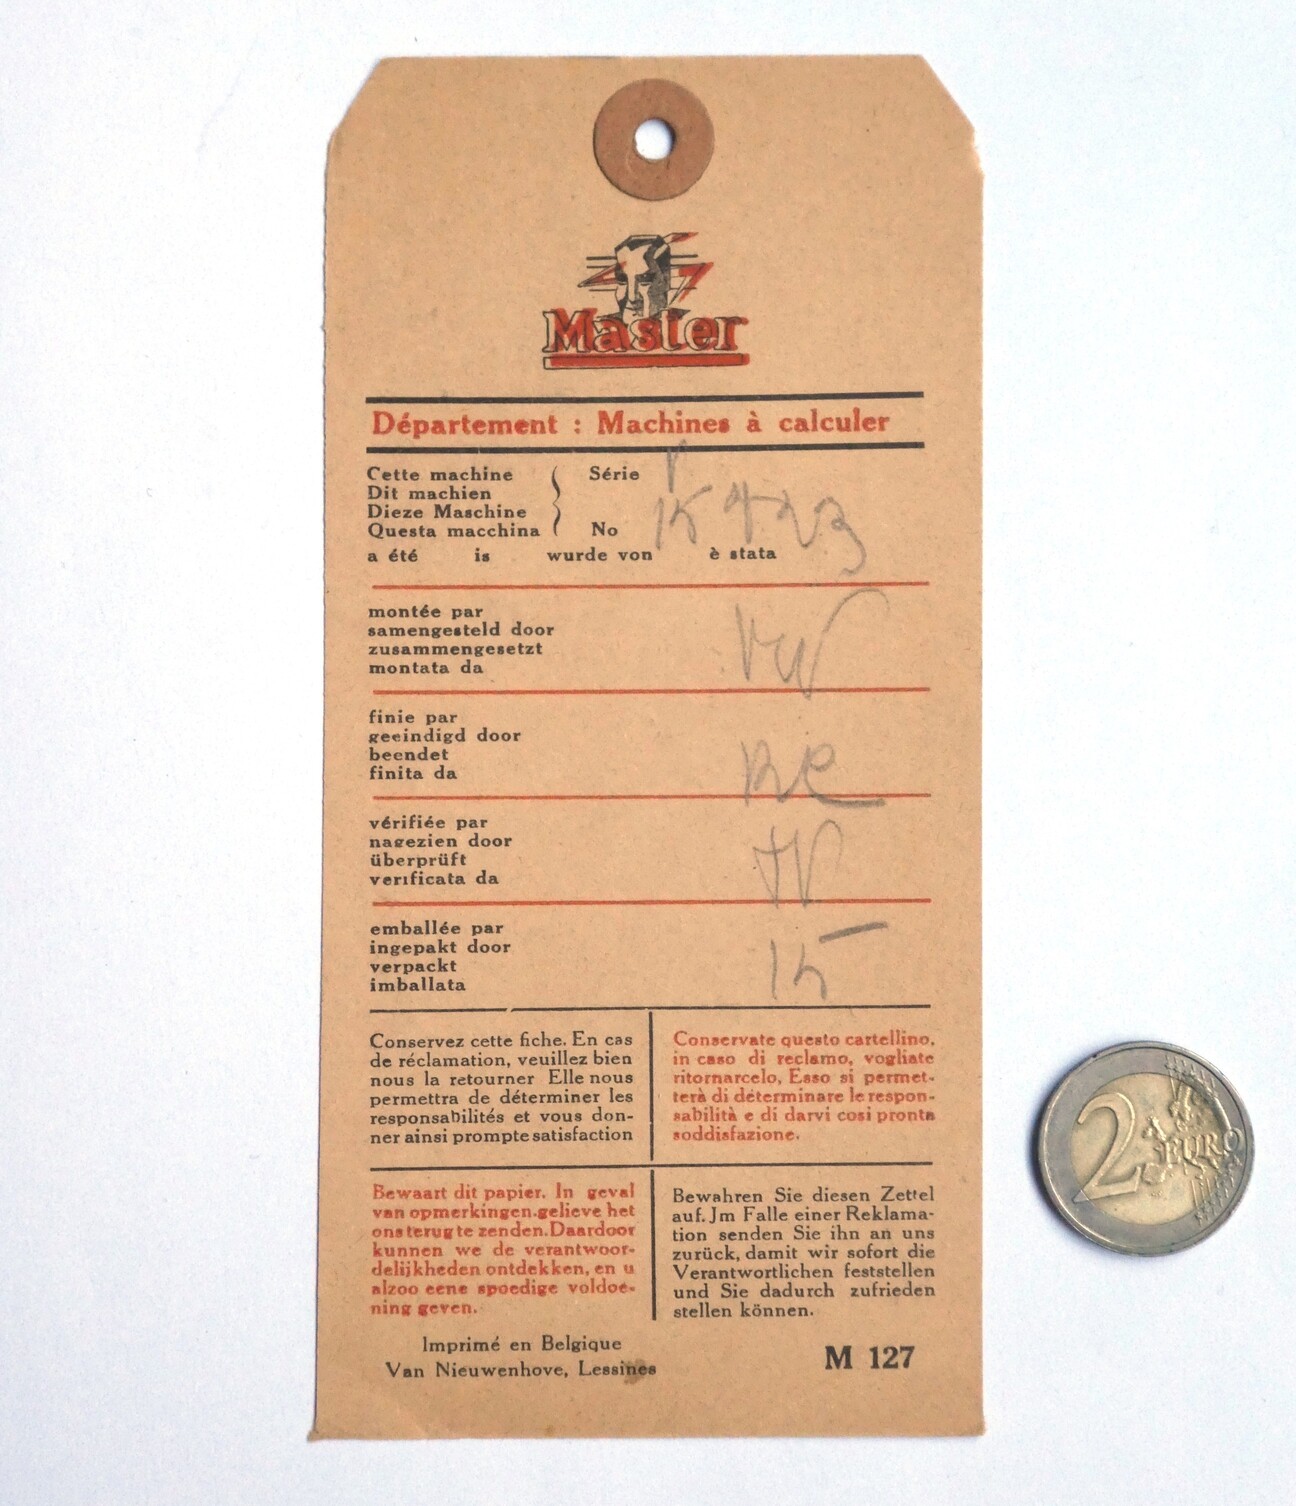 Master
Département : Machines à calculer
Cette machine
Dit machien
Dieze Maschine
Questa macchina
Série
No
a été is wurde von è stata
montée par
samengesteld door
zusammengesetzt
montata da
finie par
geeindigd door
beendet
finita da
vérifiée par
nagezien door
überprüft
verificata da
emballée par
ingepakt door
verpackt
imballata
Conservez cette fiche. En cas
de réclamation, veuillez bien
nous la retourner Elle nous
permettra de déterminer les
responsabilités et vous don-
ner ainsi prompte satisfaction
Conservate questo cartellino,
in caso di reclamo, vogliate
ritornarcelo, Esso si permet-
terà di determinare le respon-
sabilità e di darvi cosi pronta
soddisfazione.
Bewaart dit papier. In geval
van opmerkingen.gelieve het
ons terug te zenden. Daardoor
kunnen we de verantwoor-
delijkheden ontdekken, en u
alzoo eene spoedige voldoe-
ning geven.
Bewahren Sie diesen Zettel
auf. Jm Falle einer Reklama-
tion senden Sie ihn an uns
zurück, damit wir sofort die
Verantwortlichen feststellen
und Sie dadurch zufrieden
stellen können.
Imprimé en Belgique
Van Nieuwenhove, Lessines
M 127
2 EURO